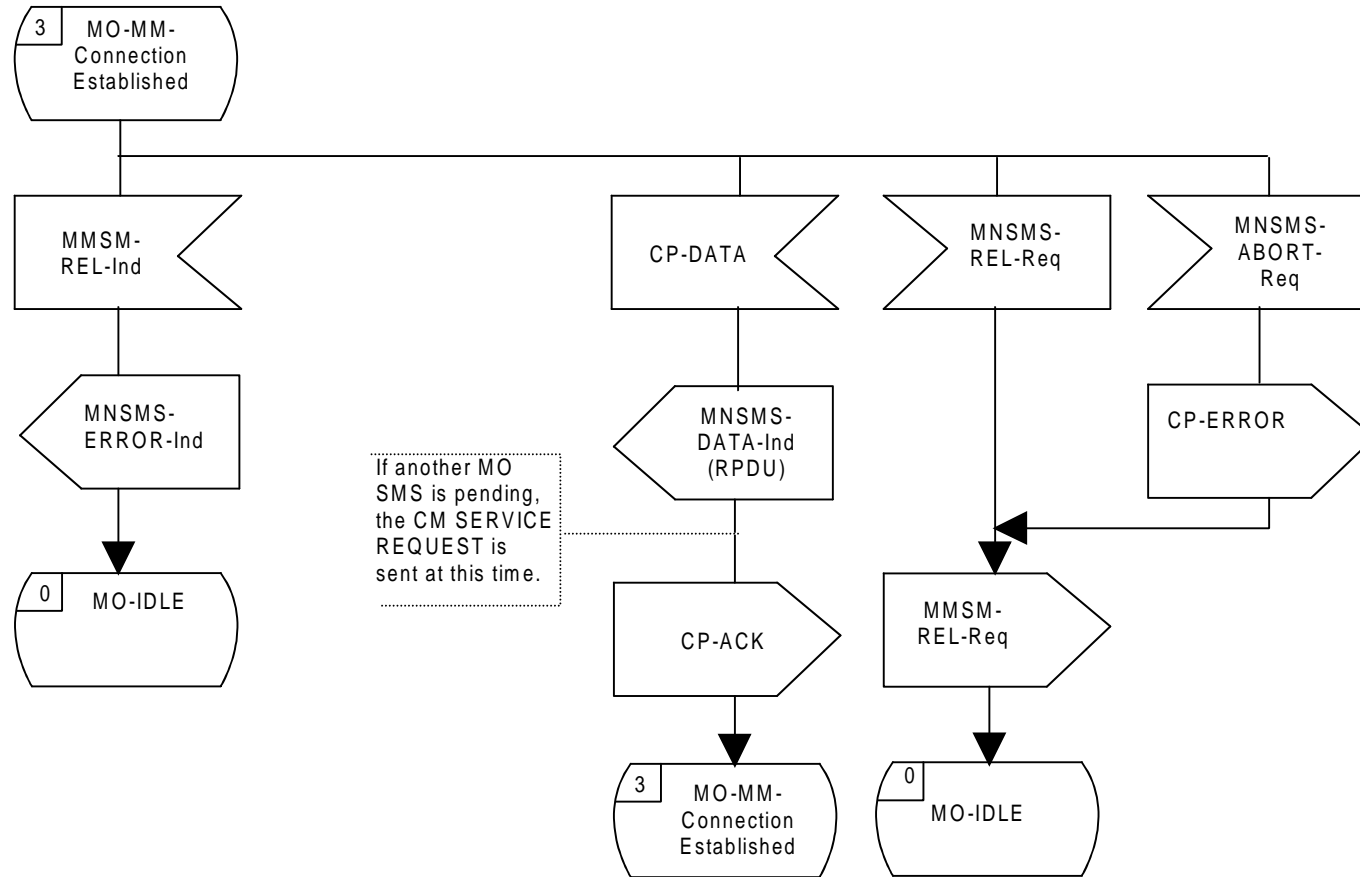 3
MO-MM-
Connection
Established
MMSM-
REL-Ind
CP-DATA
MNSMS-
REL-Req
MNSMS-
ABORT-
Req
MNSMS-
ERROR-Ind
MNSMS-
DATA-Ind
(RPDU)
CP-ERROR
If another MO
SMS is pending,
the CM SERVICE
REQUEST is
sent at this time.
0
MO-IDLE
CP-ACK
MMSM-
REL-Req
3
MO-MM-
Connection
Established
0
MO-IDLE